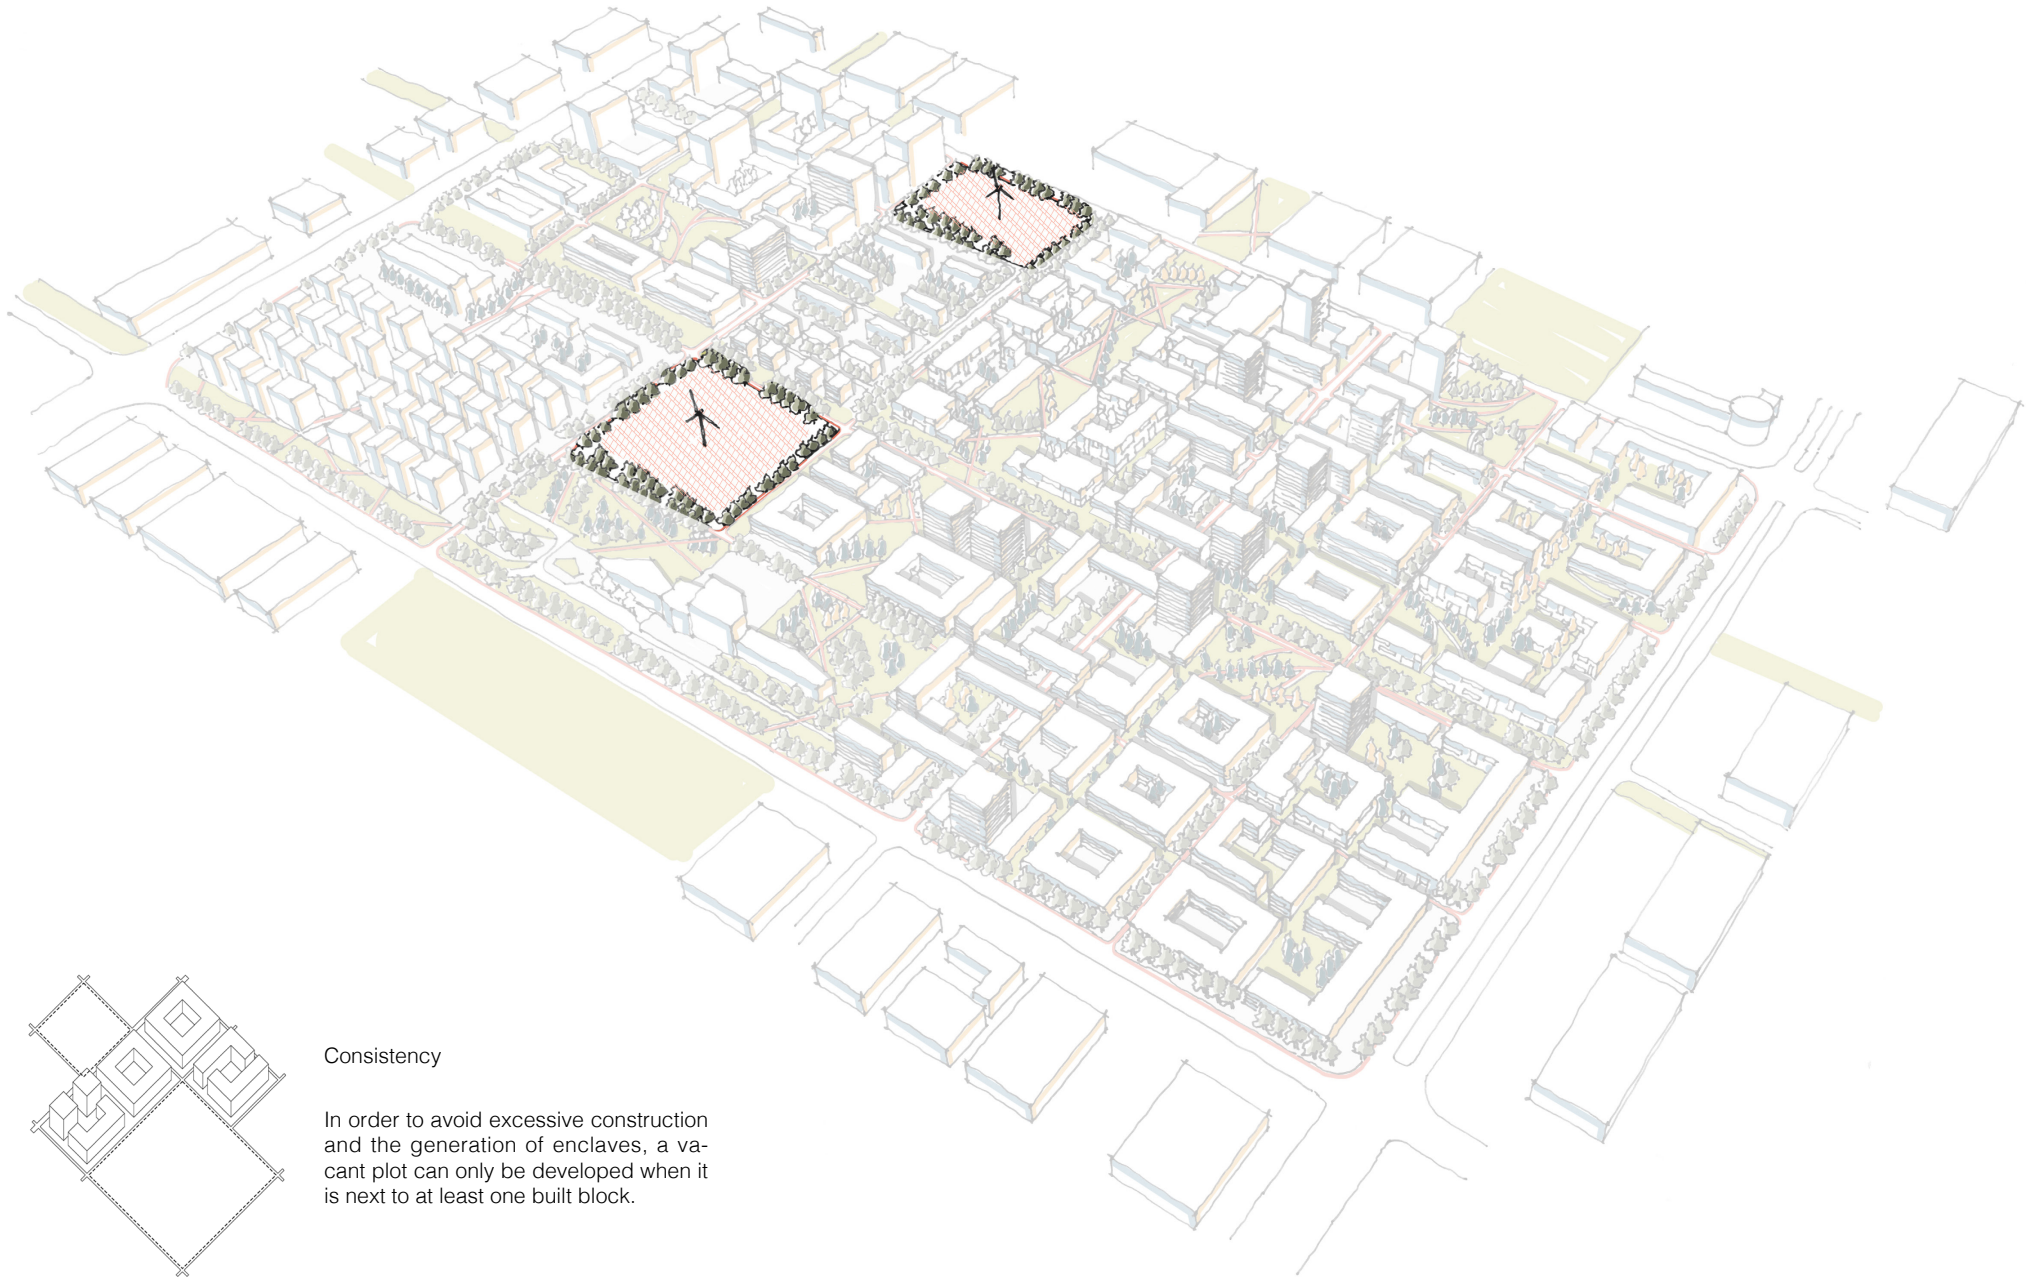 Consistency
In order to avoid excessive construction
and the generation of enclaves, a va-
cant plot can only be developed when it
is next to at least one built block.